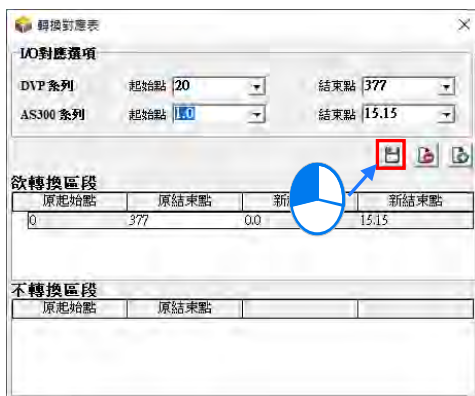 轉換對應表
I/O對應選項
DVP 系列 起始點 20 結束點 377
AS300 系列 起始點 1.0 結束點 15.15
欲轉換區段
原起始點 原結束點 新結束點
0 377 0.0 15.15
不轉換區段
原起始點 原結束點